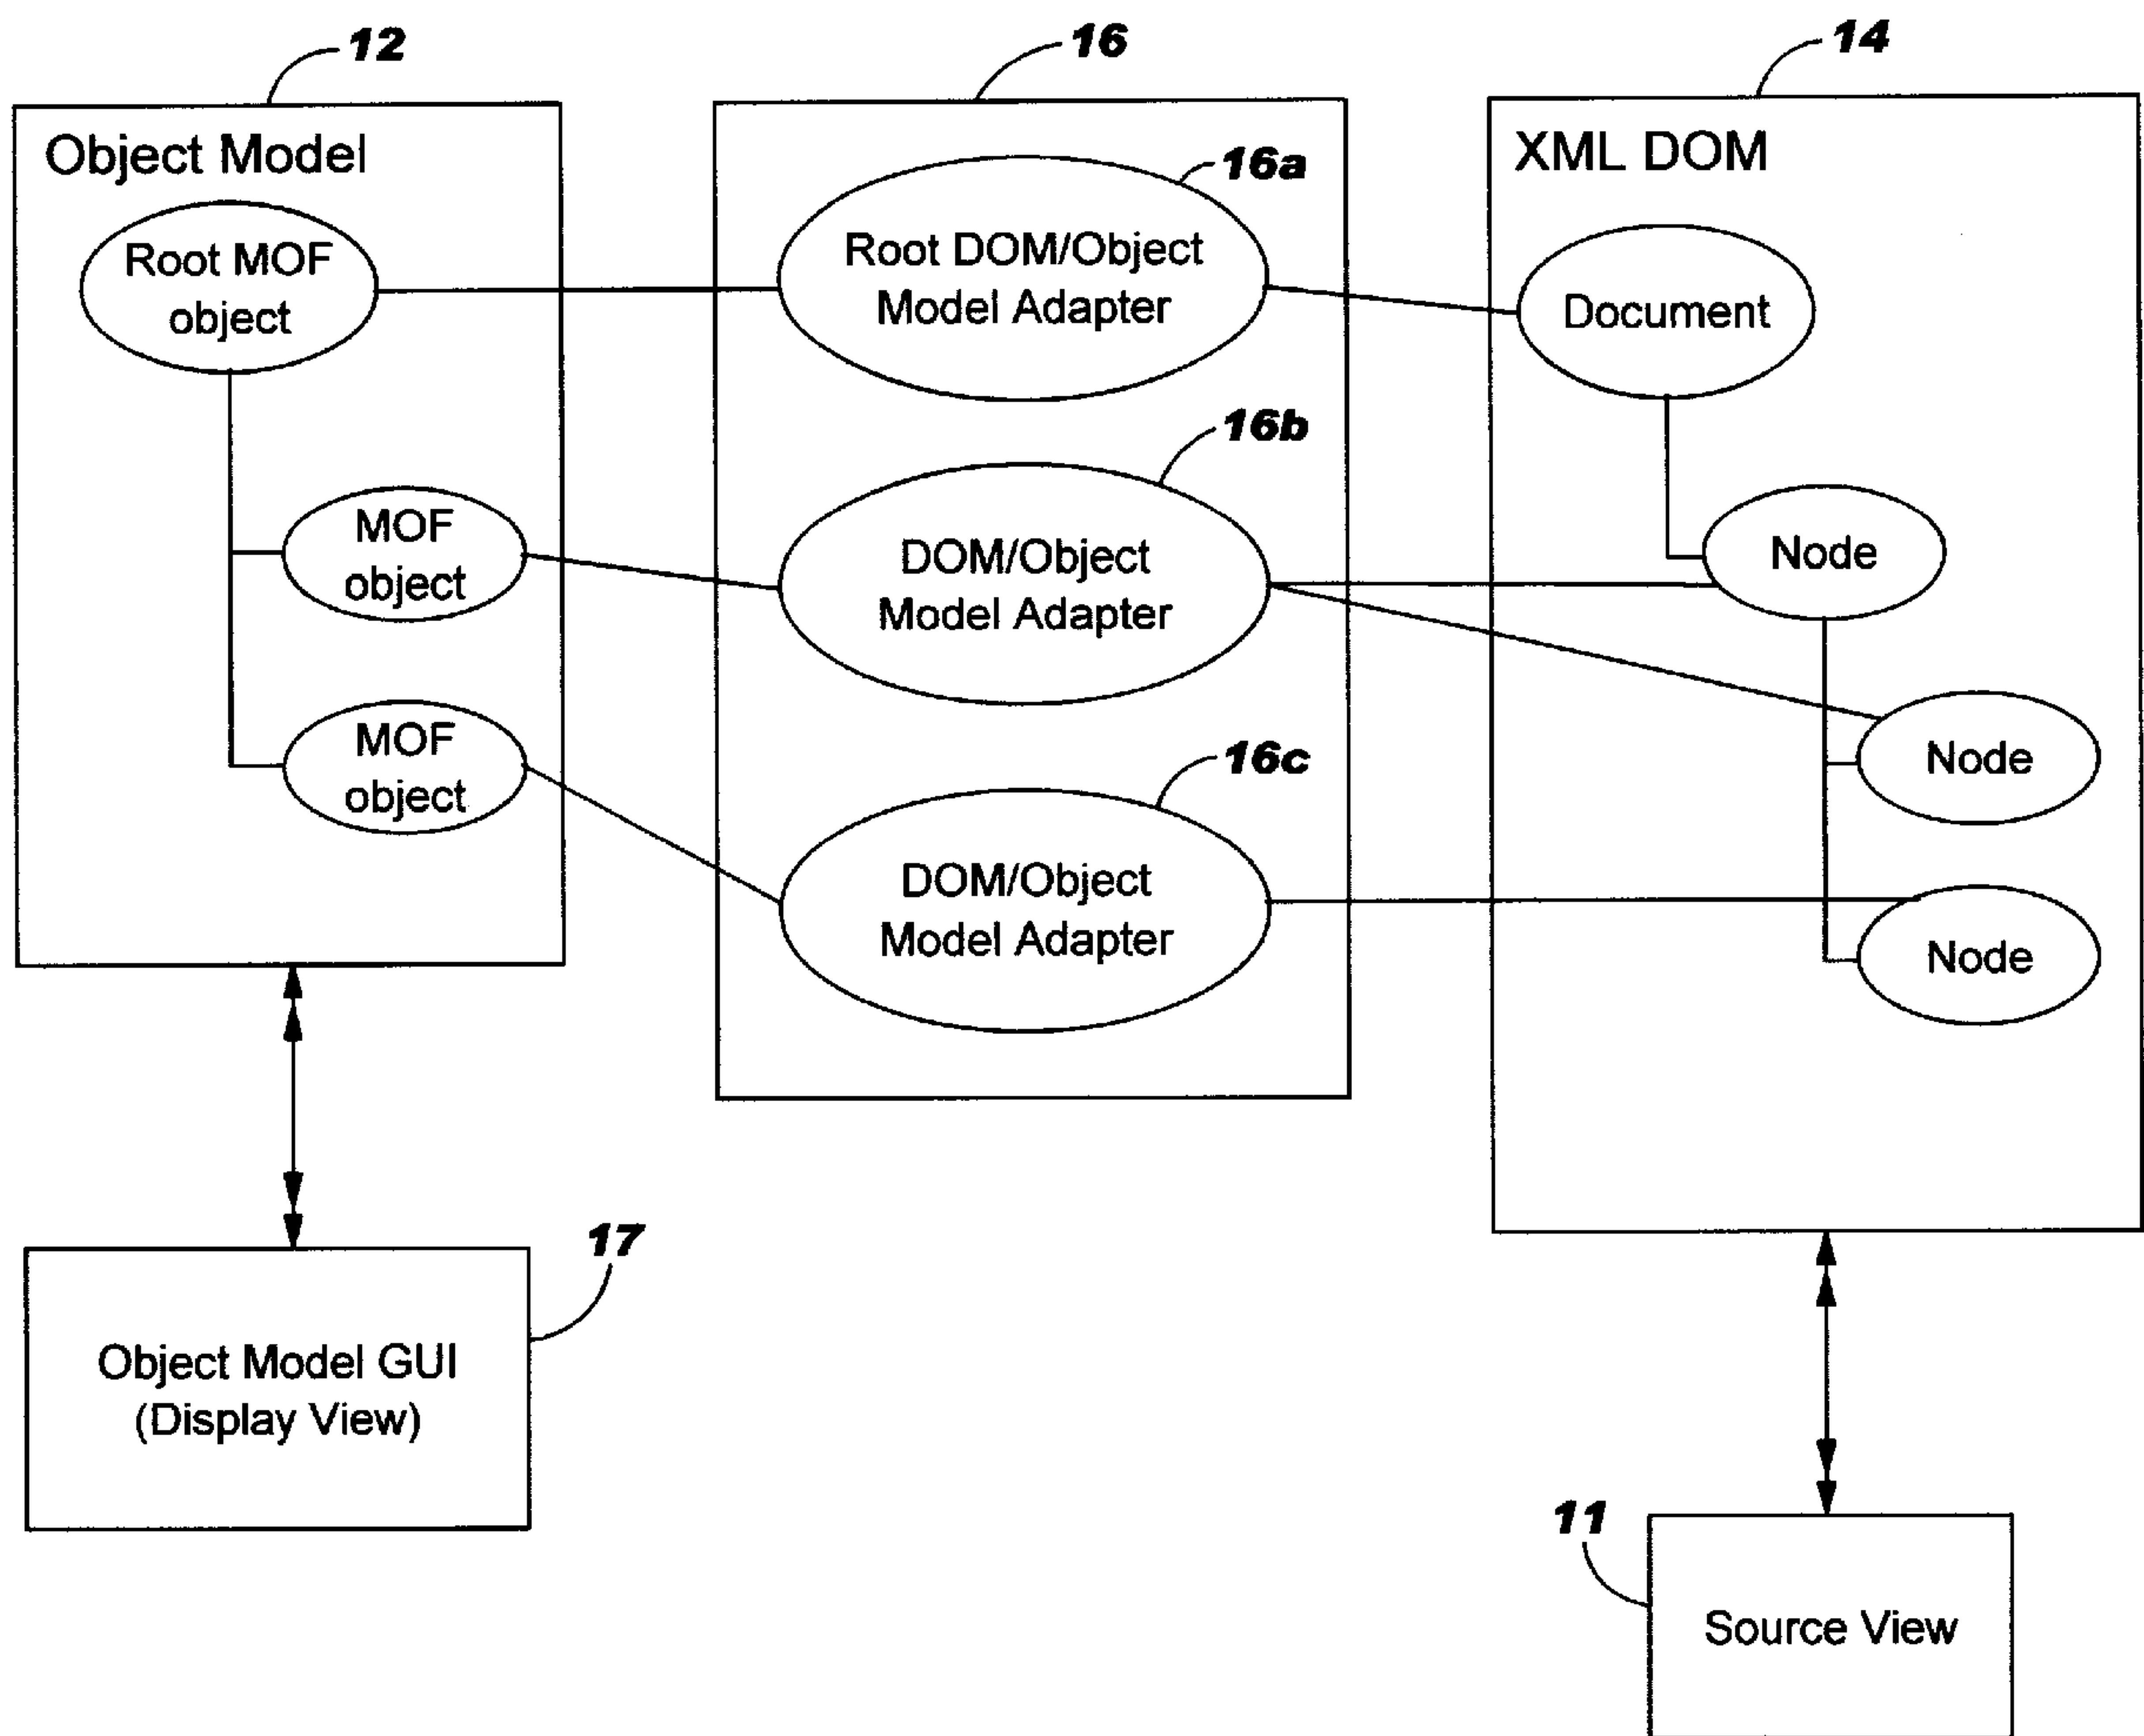 12
16
14
Object Model
XML DOM
16a
Root MOF
object
Root DOM/Object
Model Adapter
Document
16b
MOF
object
DOM/Object
Model Adapter
Node
MOF
object
16c
Node
DOM/Object
Model Adapter
Node
17
Object Model GUI
(Display View)
11
Source View